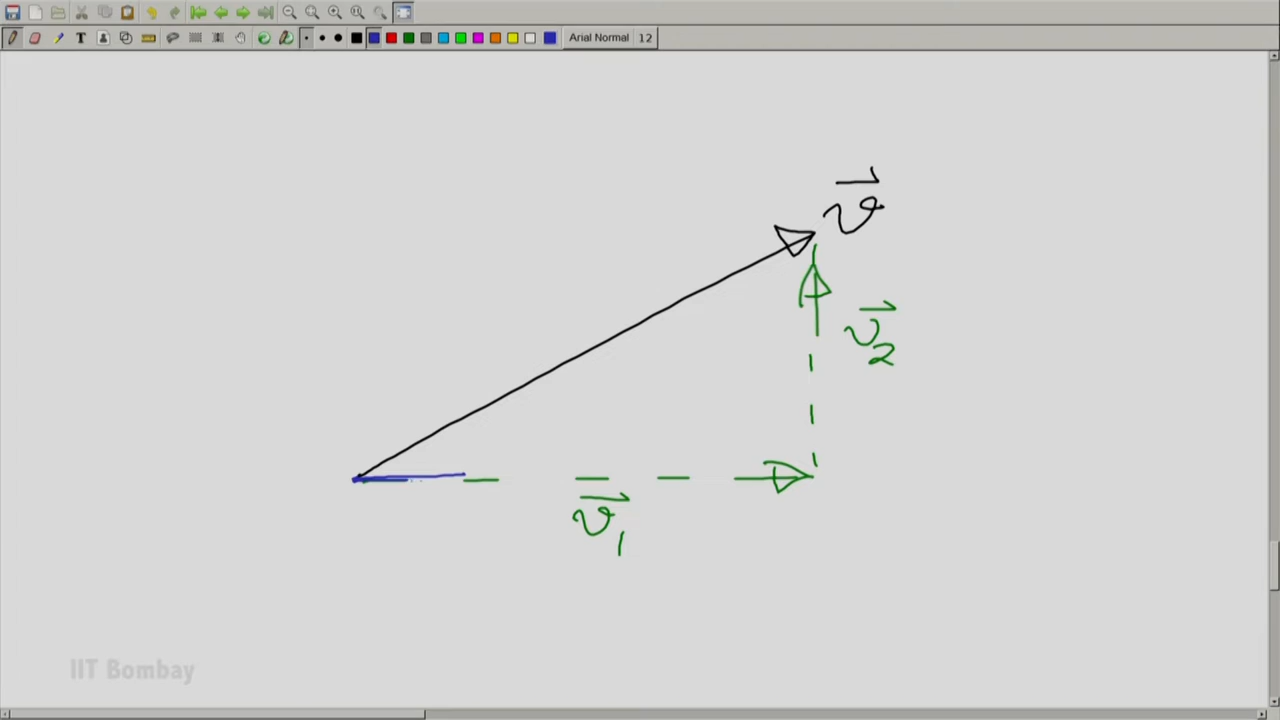 Arial Normal 12
v⃗
v⃗₂
v⃗₁
IIT Bombay